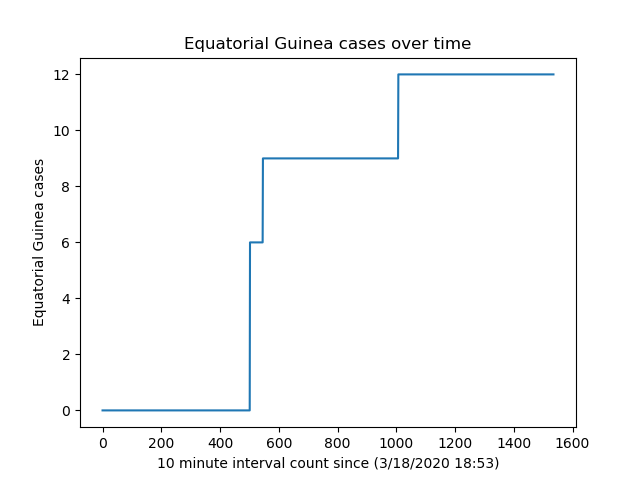 Equatorial Guinea cases over time
Equatorial Guinea cases
12
10
8
6
4
2
0
0 200 400 600 800 1000 1200 1400 1600
10 minute interval count since (3/18/2020 18:53)